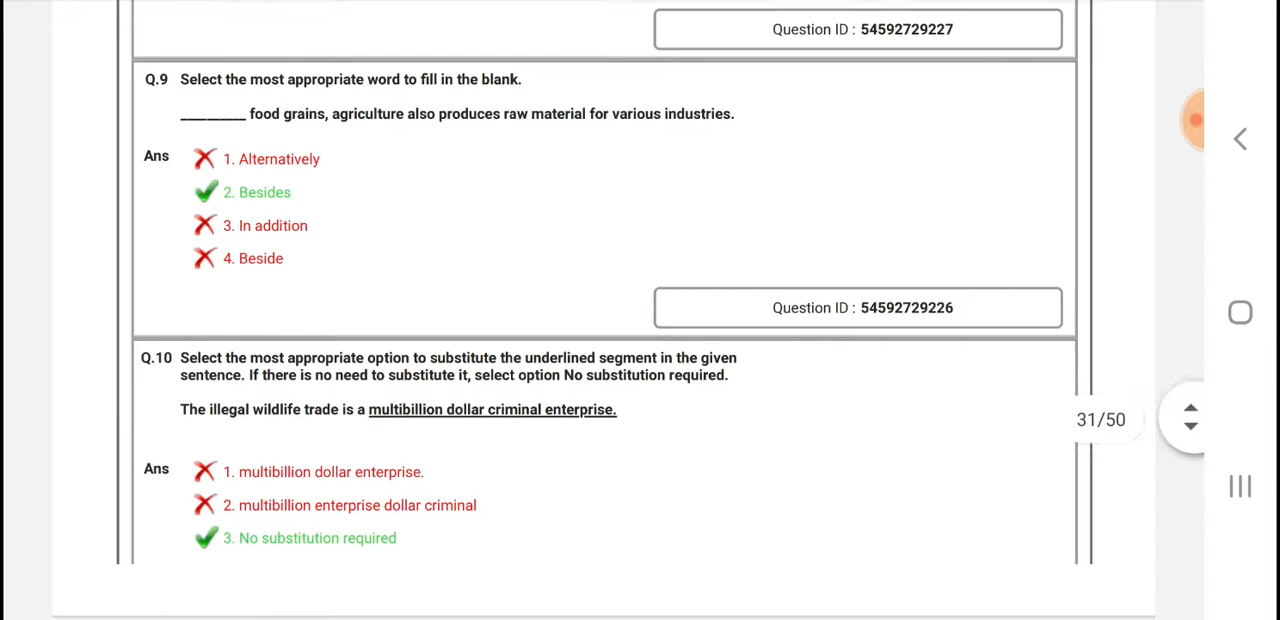 Question ID : 54592729227
Q.9 Select the most appropriate word to fill in the blank.
_________ food grains, agriculture also produces raw material for various industries.
Ans 1. Alternatively
2. Besides
3. In addition
4. Beside
Question ID : 54592729226
Q.10 Select the most appropriate option to substitute the underlined segment in the given
sentence. If there is no need to substitute it, select option No substitution required.
The illegal wildlife trade is a multibillion dollar criminal enterprise.
31/50
Ans 1. multibillion dollar enterprise.
2. multibillion enterprise dollar criminal
3. No substitution required